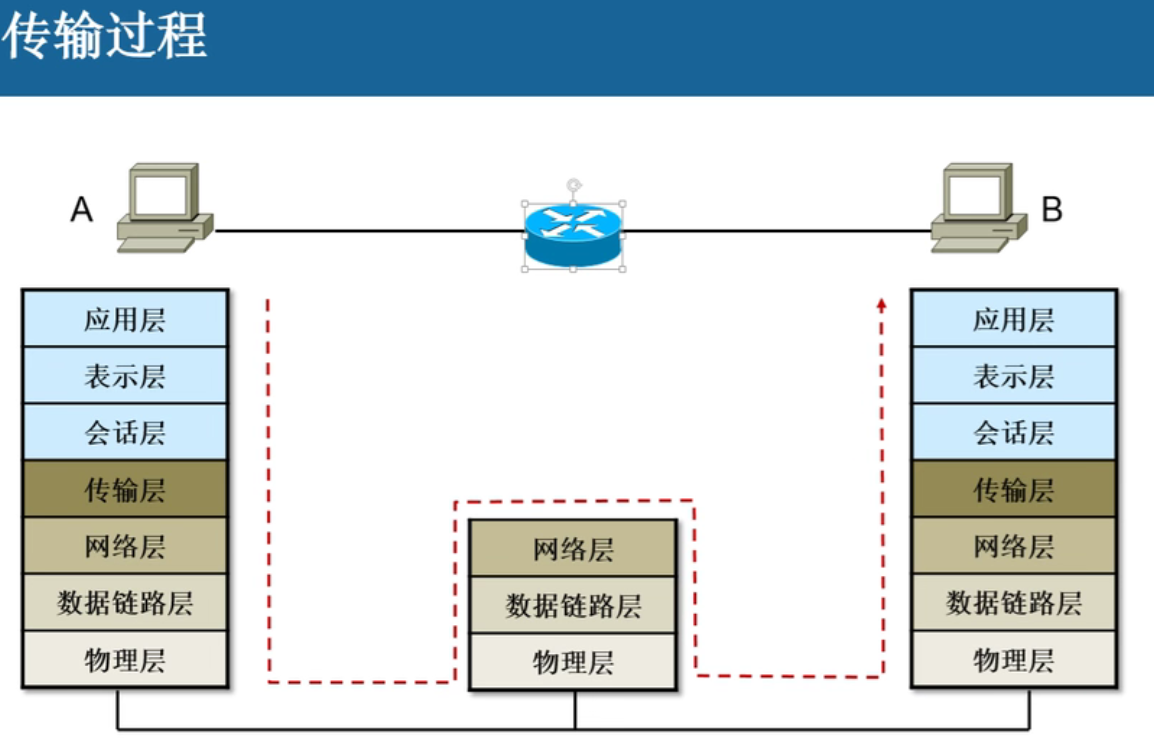 传输过程
A
B
应用层
表示层
会话层
传输层
网络层
数据链路层
物理层
网络层
数据链路层
物理层
应用层
表示层
会话层
传输层
网络层
数据链路层
物理层